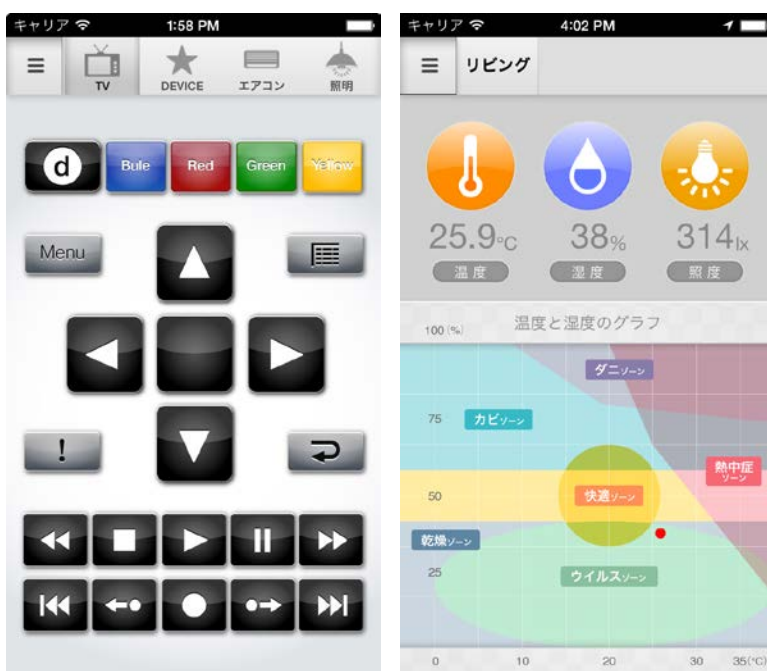 キャリア 1:58 PM
TV DEVICE エアコン 照明
d Bule Red Green Yellow
Menu
!
キャリア 4:02 PM
リビング
25.9°C 38% 314lx
温度 湿度 照度
温度と湿度のグラフ
100 (%)
ダニゾーン
75 カビゾーン
熱中症
ゾーン
50 快適ゾーン
乾燥ゾーン
25 ウイルスゾーン
0 10 20 30 35(°C)